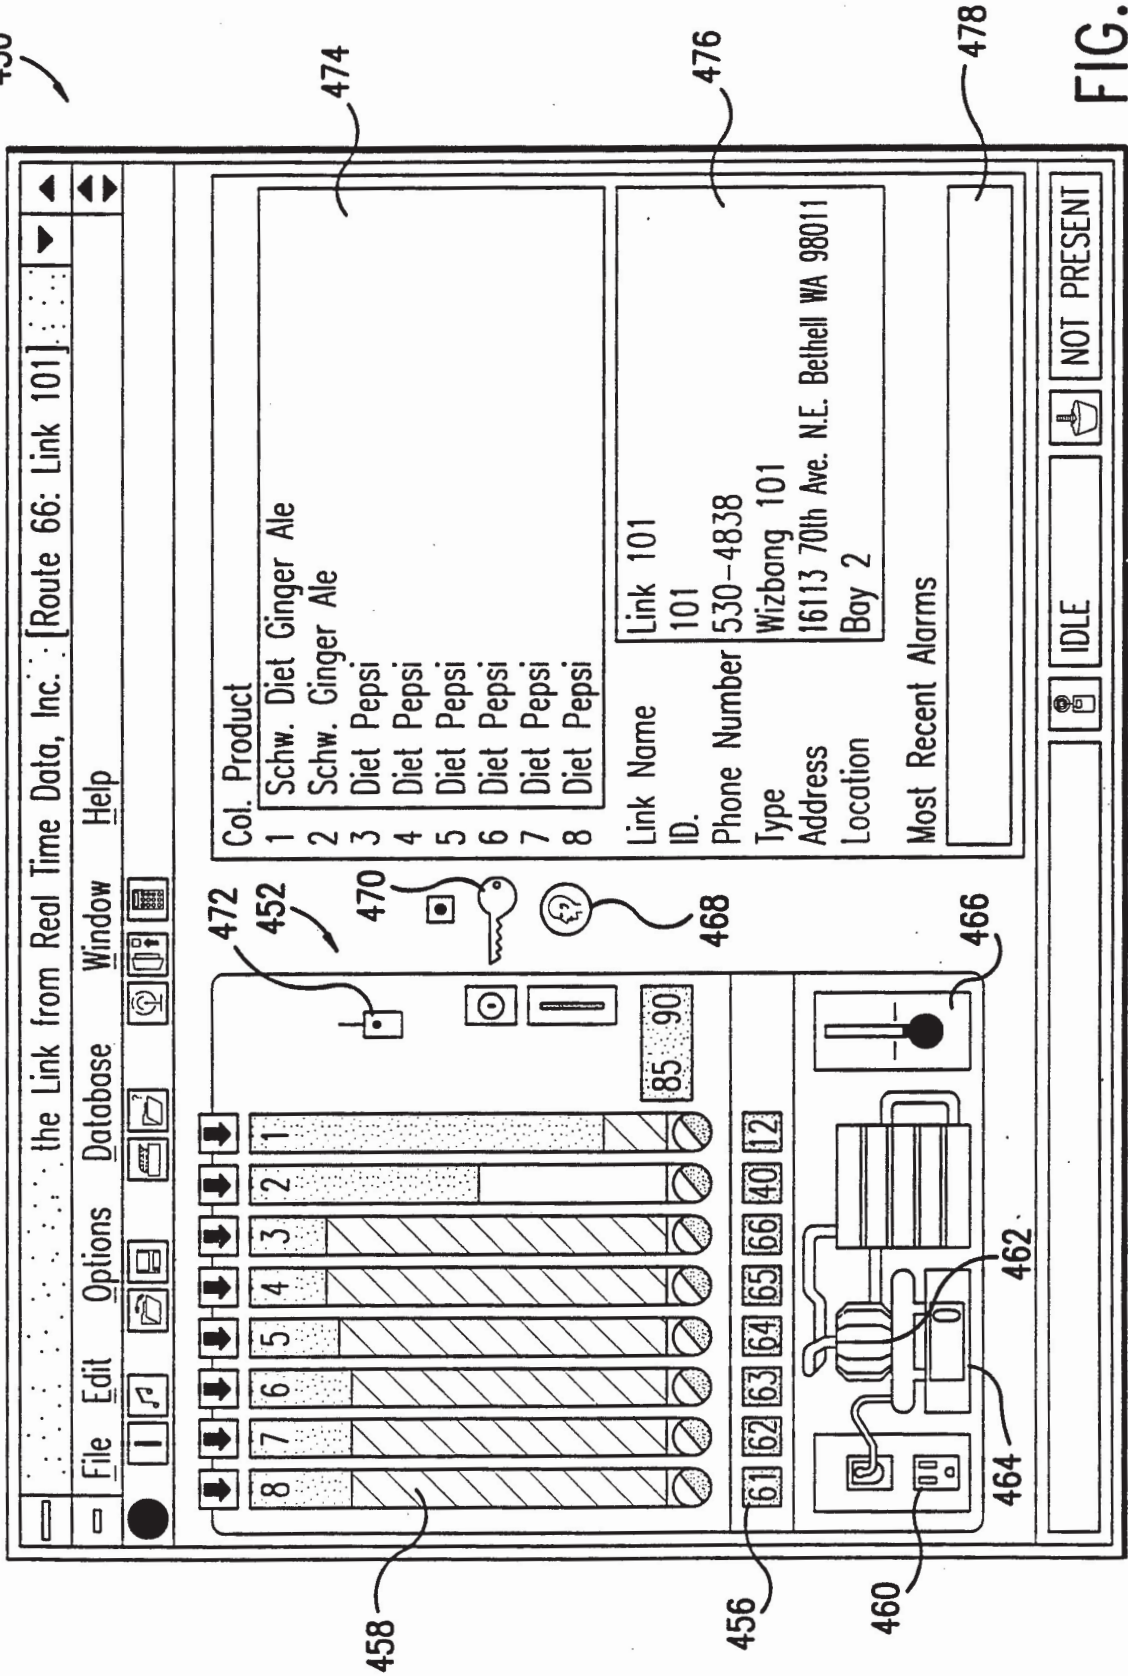 474
476
478
FIG.
the Link from Real Time Data, Inc. [Route 66: Link 101]
File Edit Options Database Window Help
472
452
470
468
466
8 7 6 5 4 3 2 1
85 90
61 62 63 64 65 66 40 12
458
456
460
464
462
Col. Product
1 Schw. Diet Ginger Ale
2 Schw. Ginger Ale
3 Diet Pepsi
4 Diet Pepsi
5 Diet Pepsi
6 Diet Pepsi
7 Diet Pepsi
8 Diet Pepsi
Link Name Link 101
ID. 101
Phone Number 530-4838
Type Wizbang 101
Address 16113 70th Ave. N.E. Bethell WA 98011
Location Bay 2
Most Recent Alarms
IDLE
NOT PRESENT